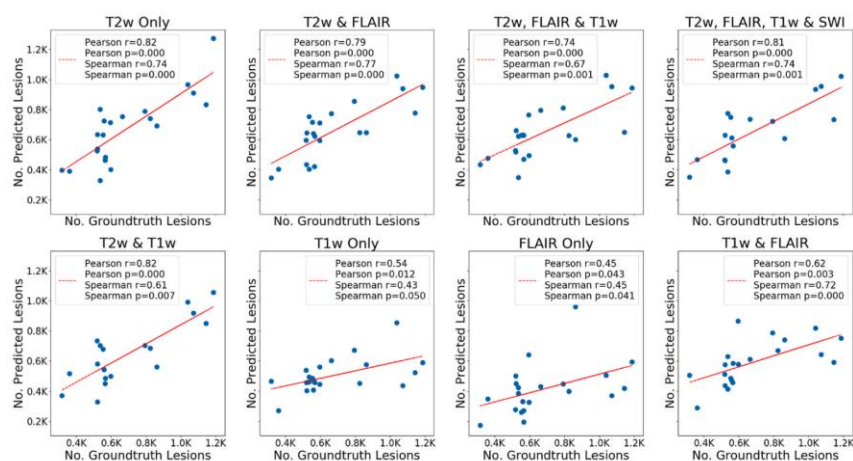 T2w Only
T2w & FLAIR
T2w, FLAIR & T1w
T2w, FLAIR, T1w & SWI
No. Predicted Lesions
1.2K
1.0K
0.8K
0.6K
0.4K
Pearson r=0.82
Pearson p=0.000
Spearman r=0.74
Spearman p=0.000
No. Groundtruth Lesions
No. Predicted Lesions
Pearson r=0.79
Pearson p=0.000
Spearman r=0.77
Spearman p=0.000
No. Groundtruth Lesions
No. Predicted Lesions
Pearson r=0.74
Pearson p=0.000
Spearman r=0.67
Spearman p=0.001
No. Groundtruth Lesions
No. Predicted Lesions
Pearson r=0.81
Pearson p=0.000
Spearman r=0.74
Spearman p=0.001
No. Groundtruth Lesions
T2w & T1w
T1w Only
FLAIR Only
T1w & FLAIR
No. Predicted Lesions
1.2K
1.0K
0.8K
0.6K
0.4K
Pearson r=0.82
Pearson p=0.000
Spearman r=0.61
Spearman p=0.007
0.4K 0.6K 0.8K 1.0K 1.2K
No. Groundtruth Lesions
No. Predicted Lesions
Pearson r=0.54
Pearson p=0.012
Spearman r=0.43
Spearman p=0.050
0.4K 0.6K 0.8K 1.0K 1.2K
No. Groundtruth Lesions
No. Predicted Lesions
Pearson r=0.45
Pearson p=0.043
Spearman r=0.45
Spearman p=0.041
0.4K 0.6K 0.8K 1.0K 1.2K
No. Groundtruth Lesions
No. Predicted Lesions
Pearson r=0.62
Pearson p=0.003
Spearman r=0.72
Spearman p=0.000
0.4K 0.6K 0.8K 1.0K 1.2K
No. Groundtruth Lesions